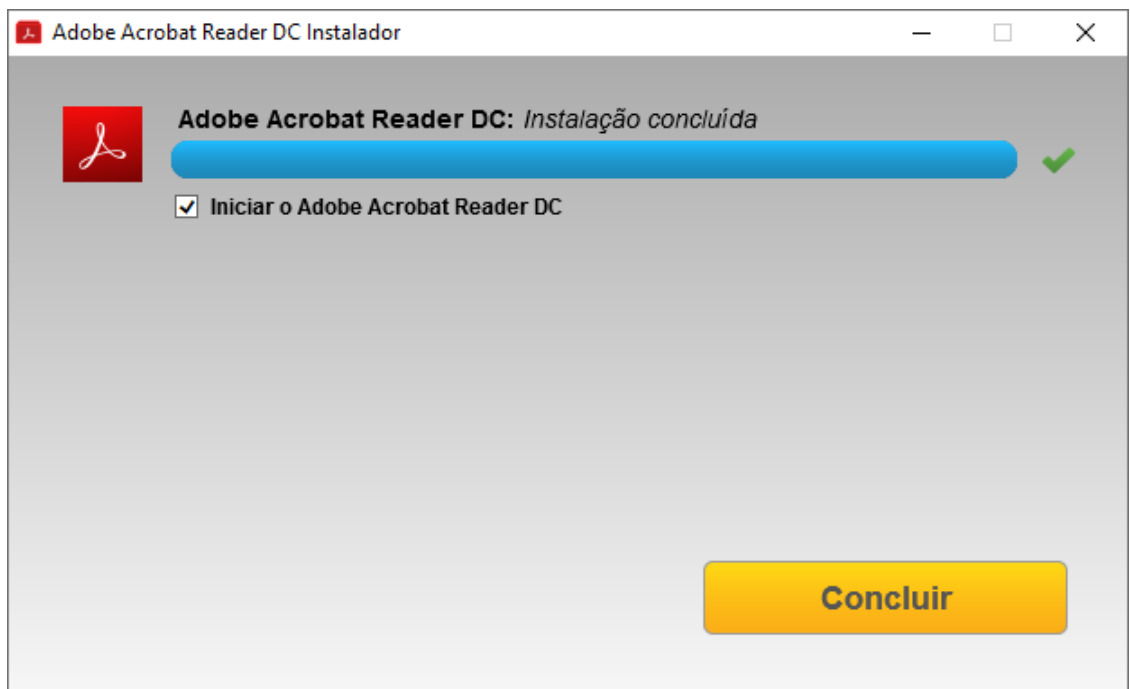 Adobe Acrobat Reader DC Instalador
Adobe Acrobat Reader DC: Instalação concluída
Iniciar o Adobe Acrobat Reader DC
Concluir